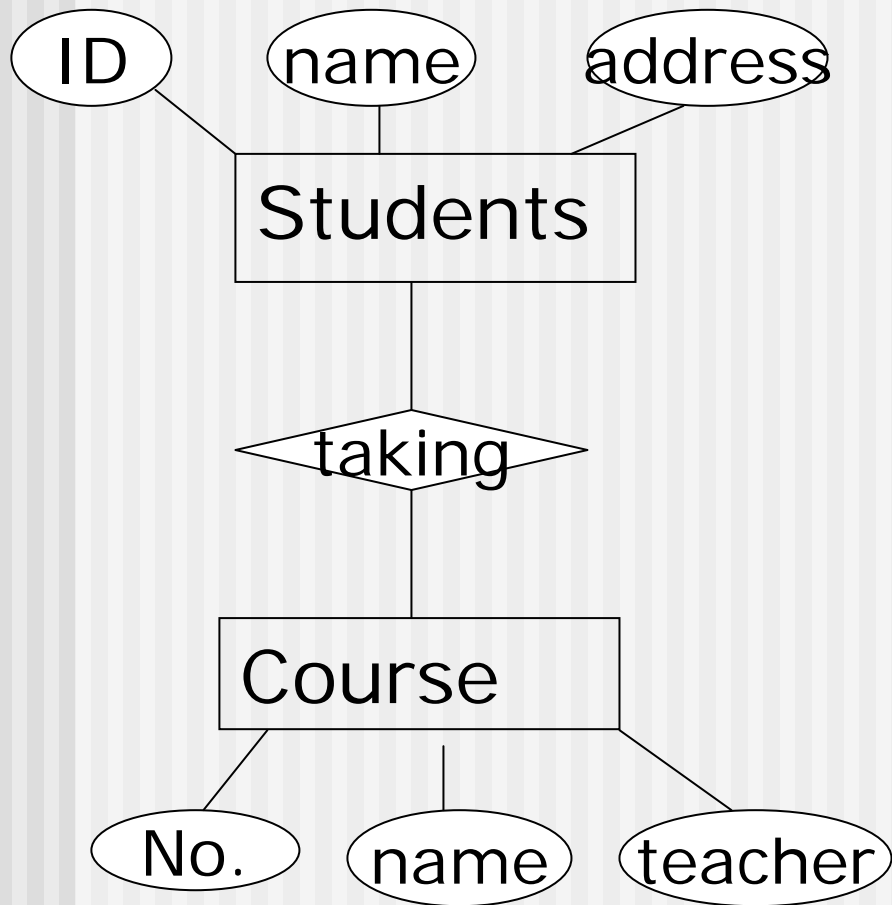 ID name address
Students
taking
Course
No. name teacher